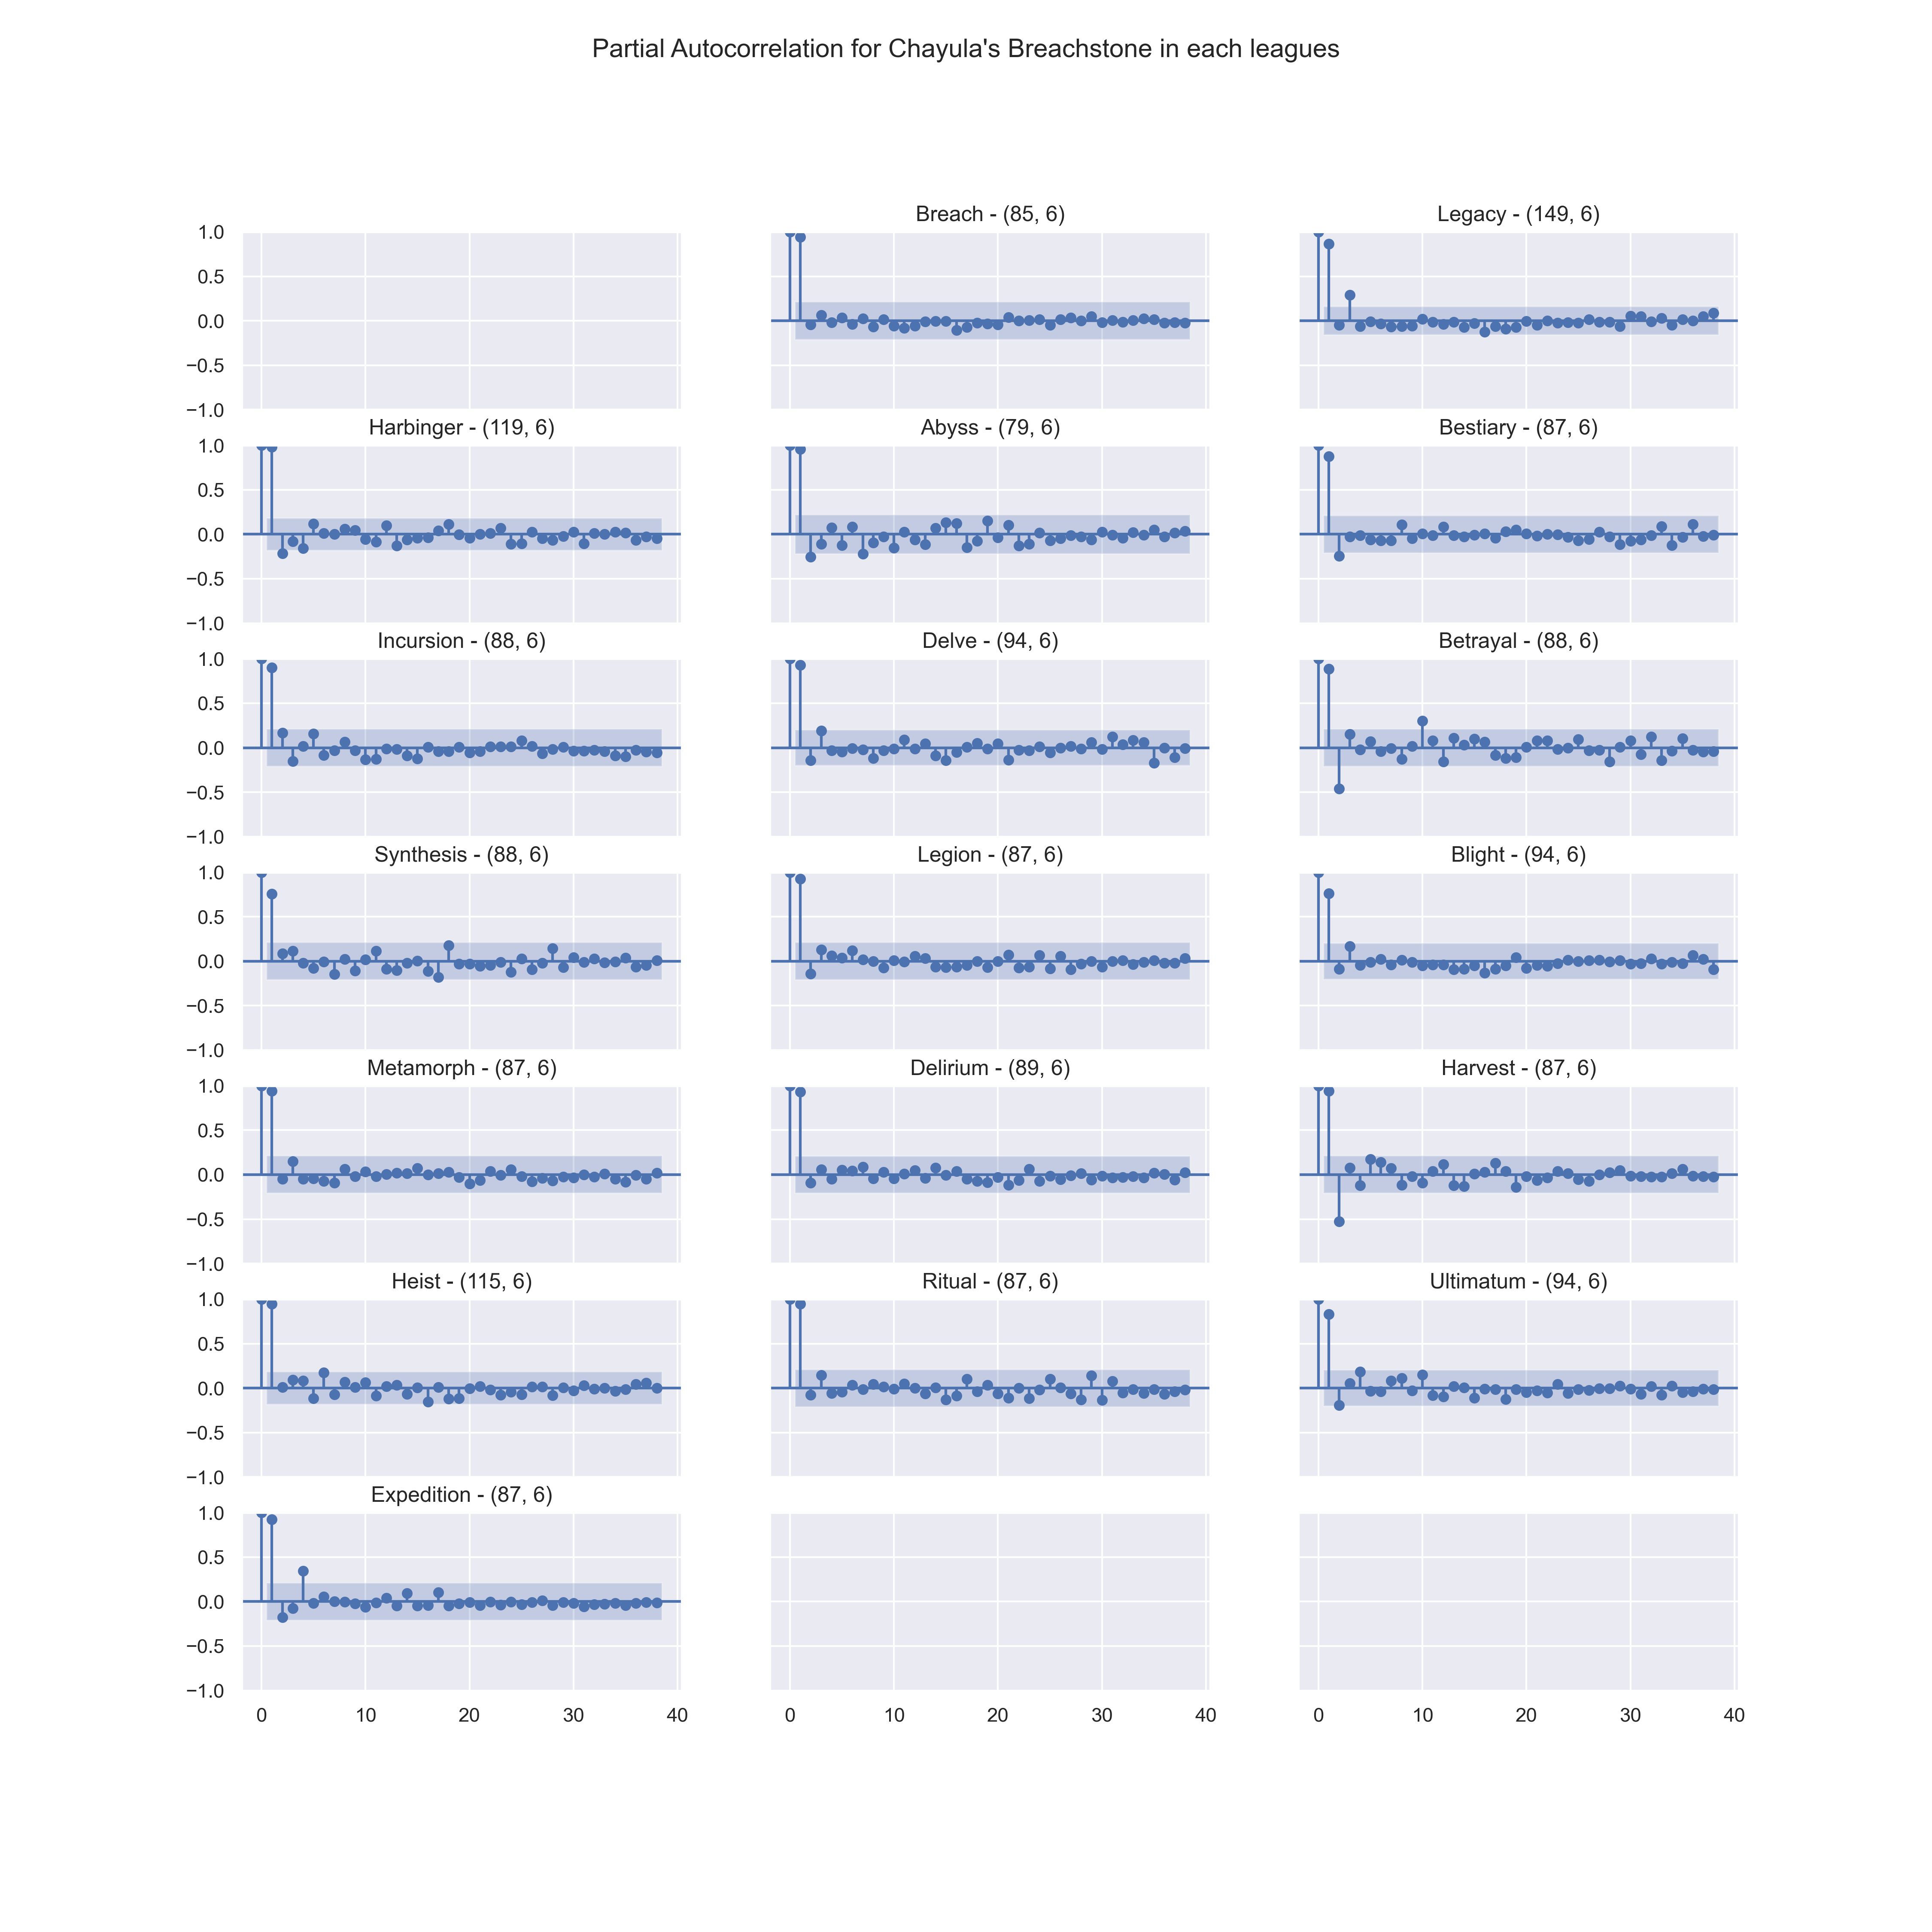 Partial Autocorrelation for Chayula's Breachstone in each leagues
Breach - (85, 6)
Legacy - (149, 6)
1.0
0.5
0.0
−0.5
−1.0
Harbinger - (119, 6)
Abyss - (79, 6)
Bestiary - (87, 6)
1.0
0.5
0.0
−0.5
−1.0
Incursion - (88, 6)
Delve - (94, 6)
Betrayal - (88, 6)
1.0
0.5
0.0
−0.5
−1.0
Synthesis - (88, 6)
Legion - (87, 6)
Blight - (94, 6)
1.0
0.5
0.0
−0.5
−1.0
Metamorph - (87, 6)
Delirium - (89, 6)
Harvest - (87, 6)
1.0
0.5
0.0
−0.5
−1.0
Heist - (115, 6)
Ritual - (87, 6)
Ultimatum - (94, 6)
1.0
0.5
0.0
−0.5
−1.0
Expedition - (87, 6)
1.0
0.5
0.0
−0.5
−1.0
0 10 20 30 40
0 10 20 30 40
0 10 20 30 40